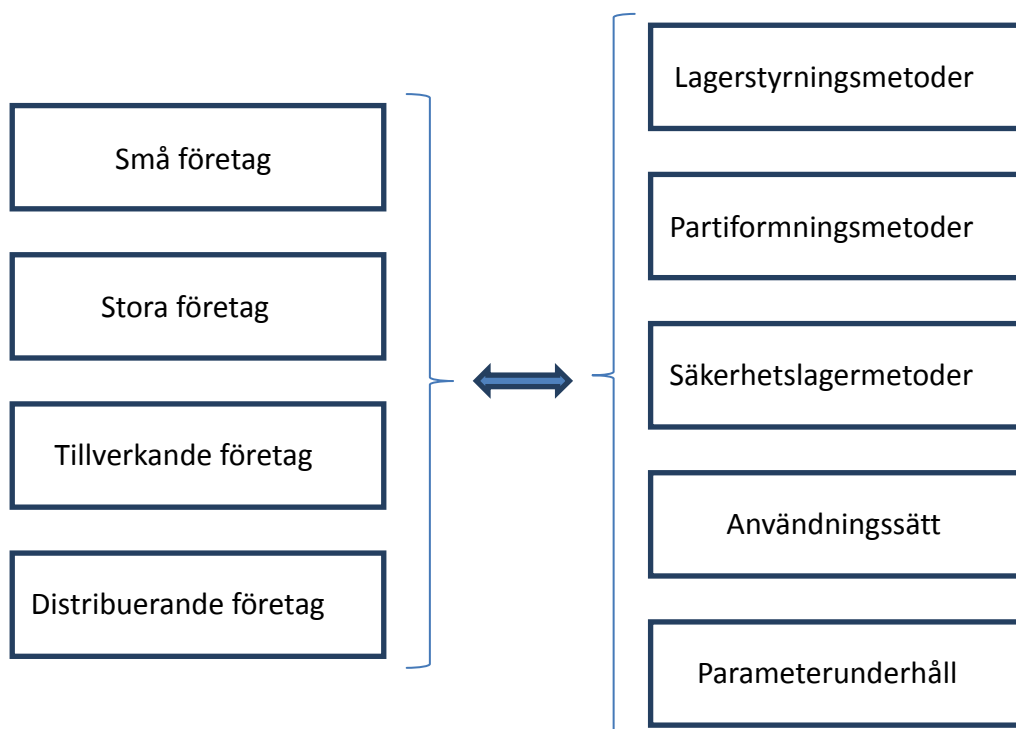 Små företag
Stora företag
Tillverkande företag
Distribuerande företag
Lagerstyrningsmetoder
Partiformningsmetoder
Säkerhetslagermetoder
Användningssätt
Parameterunderhåll